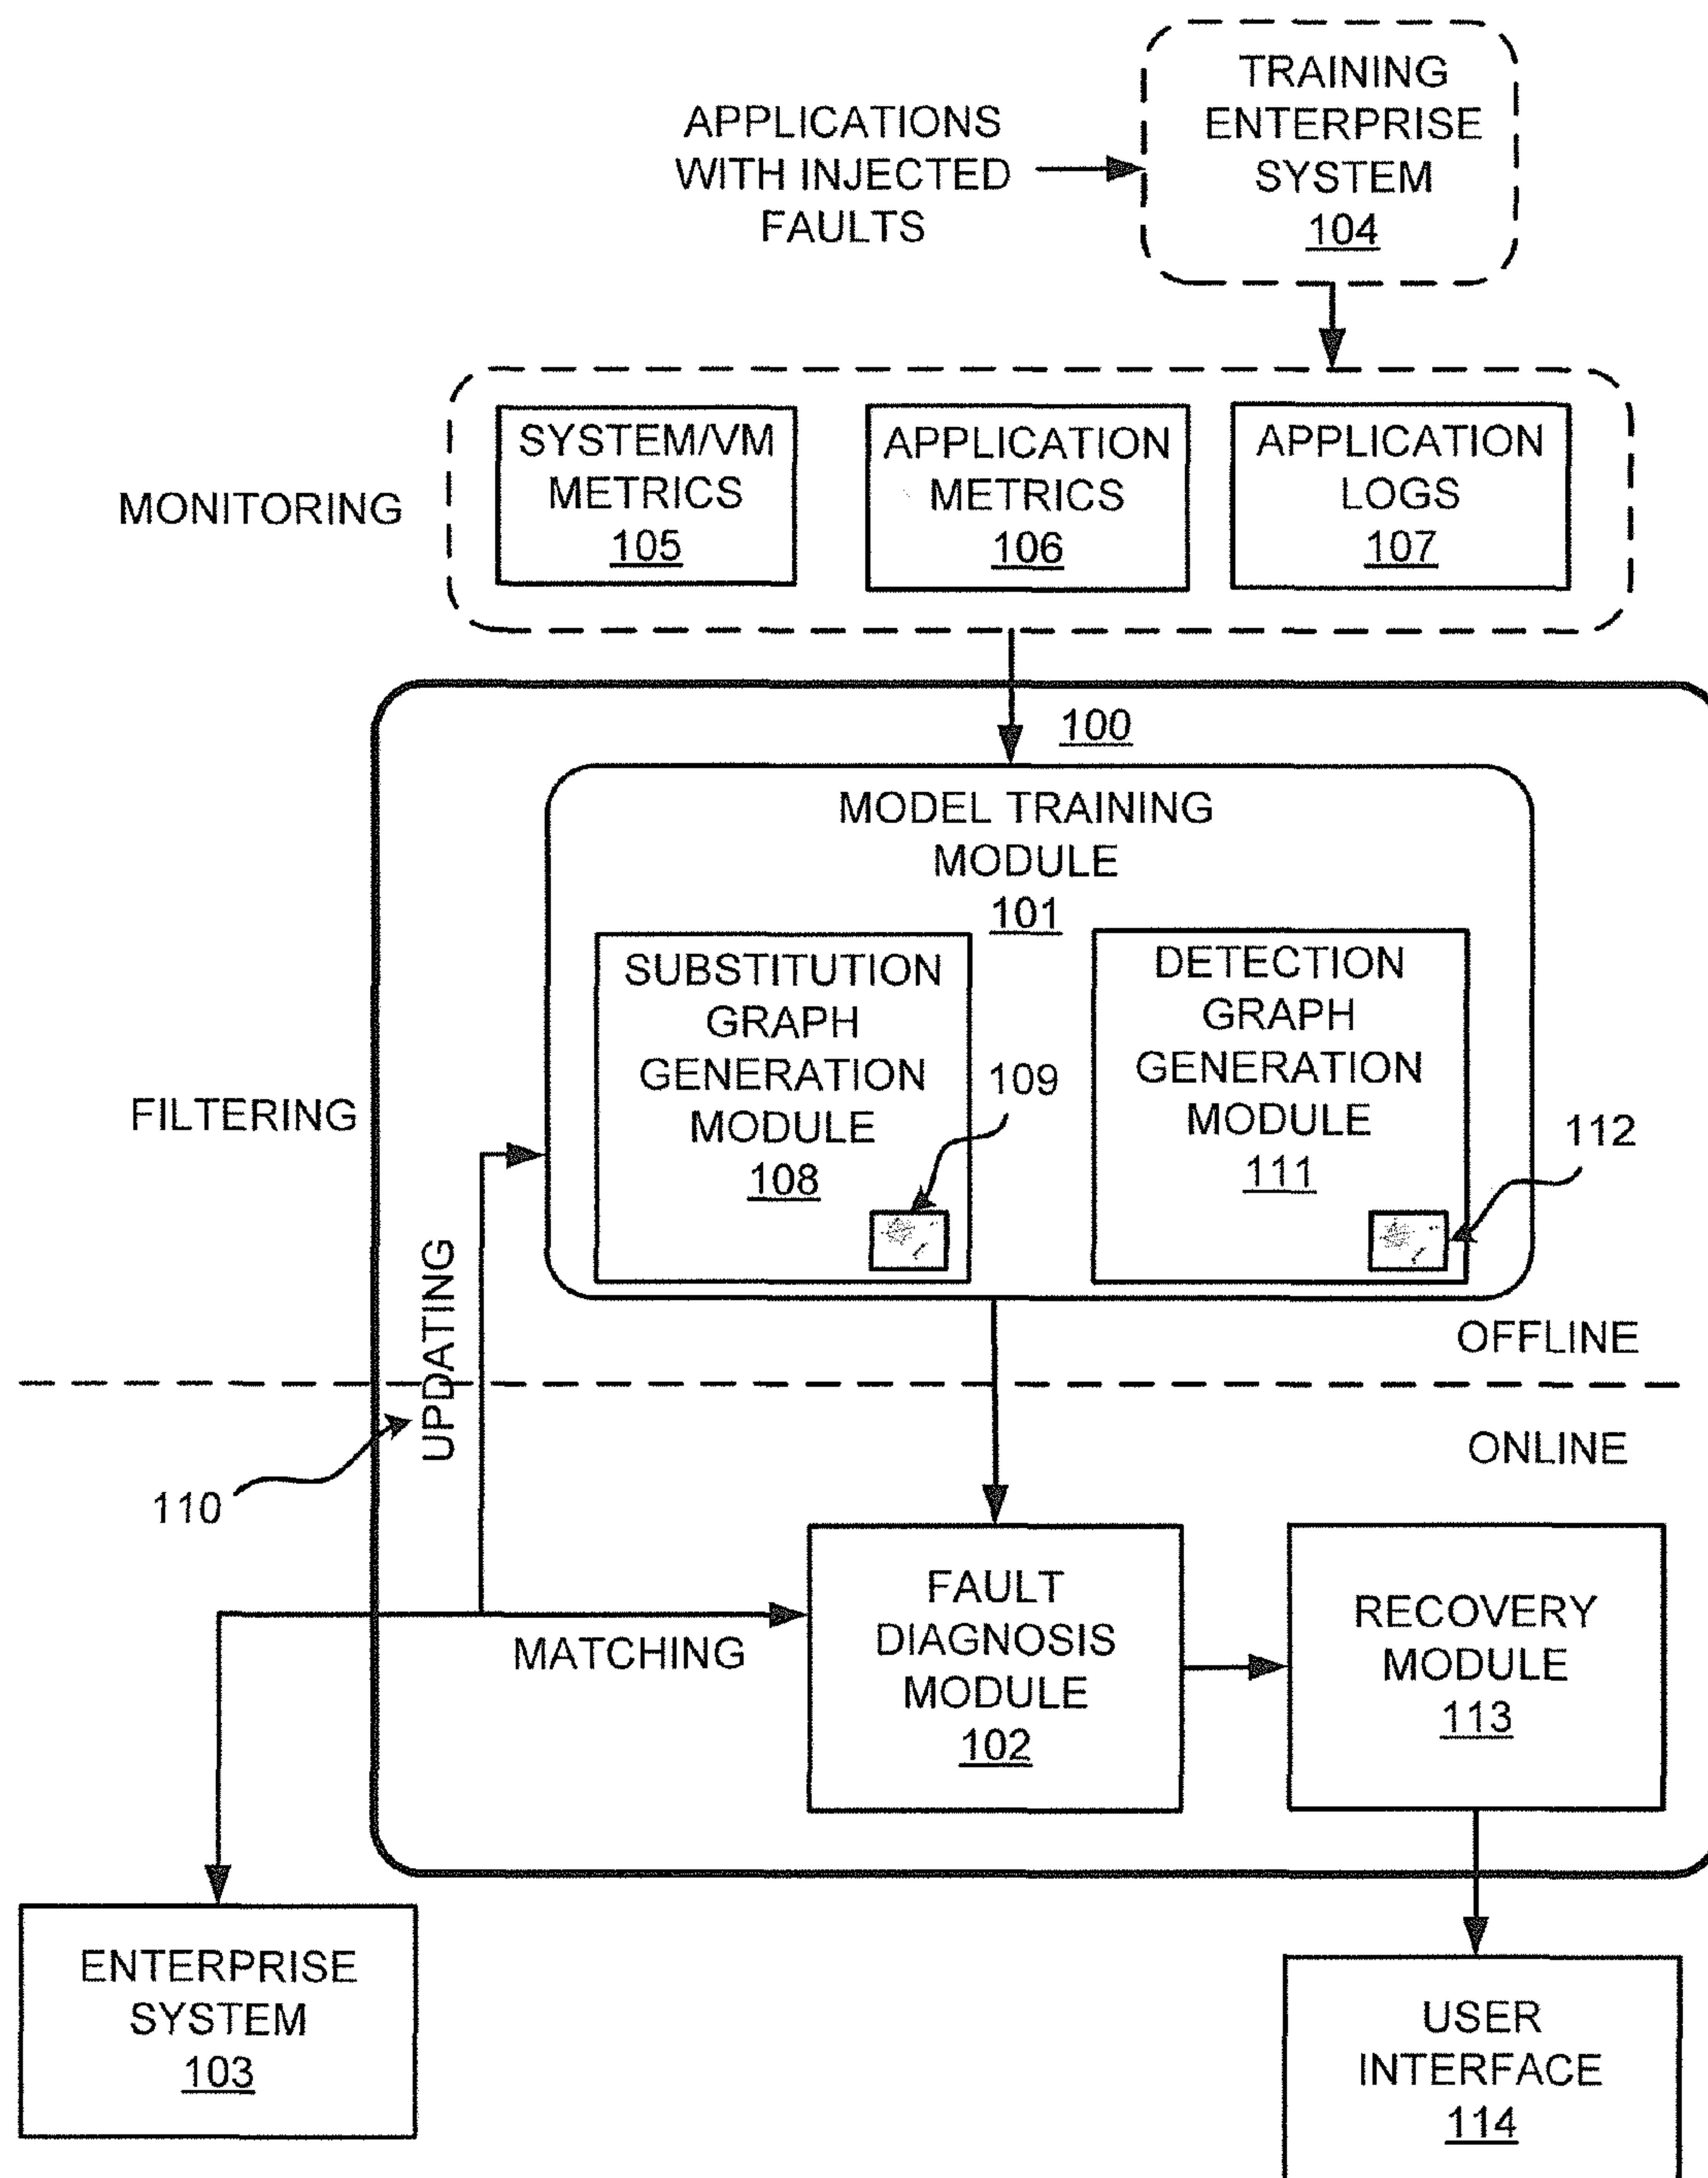 APPLICATIONS
WITH INJECTED
FAULTS
TRAINING
ENTERPRISE
SYSTEM
104
MONITORING
SYSTEM/VM
METRICS
105
APPLICATION
METRICS
106
APPLICATION
LOGS
107
100
MODEL TRAINING
MODULE
101
FILTERING
SUBSTITUTION
GRAPH
GENERATION
MODULE
108
109
DETECTION
GRAPH
GENERATION
MODULE
111
112
UPDATING
OFFLINE
ONLINE
110
MATCHING
FAULT
DIAGNOSIS
MODULE
102
RECOVERY
MODULE
113
ENTERPRISE
SYSTEM
103
USER
INTERFACE
114